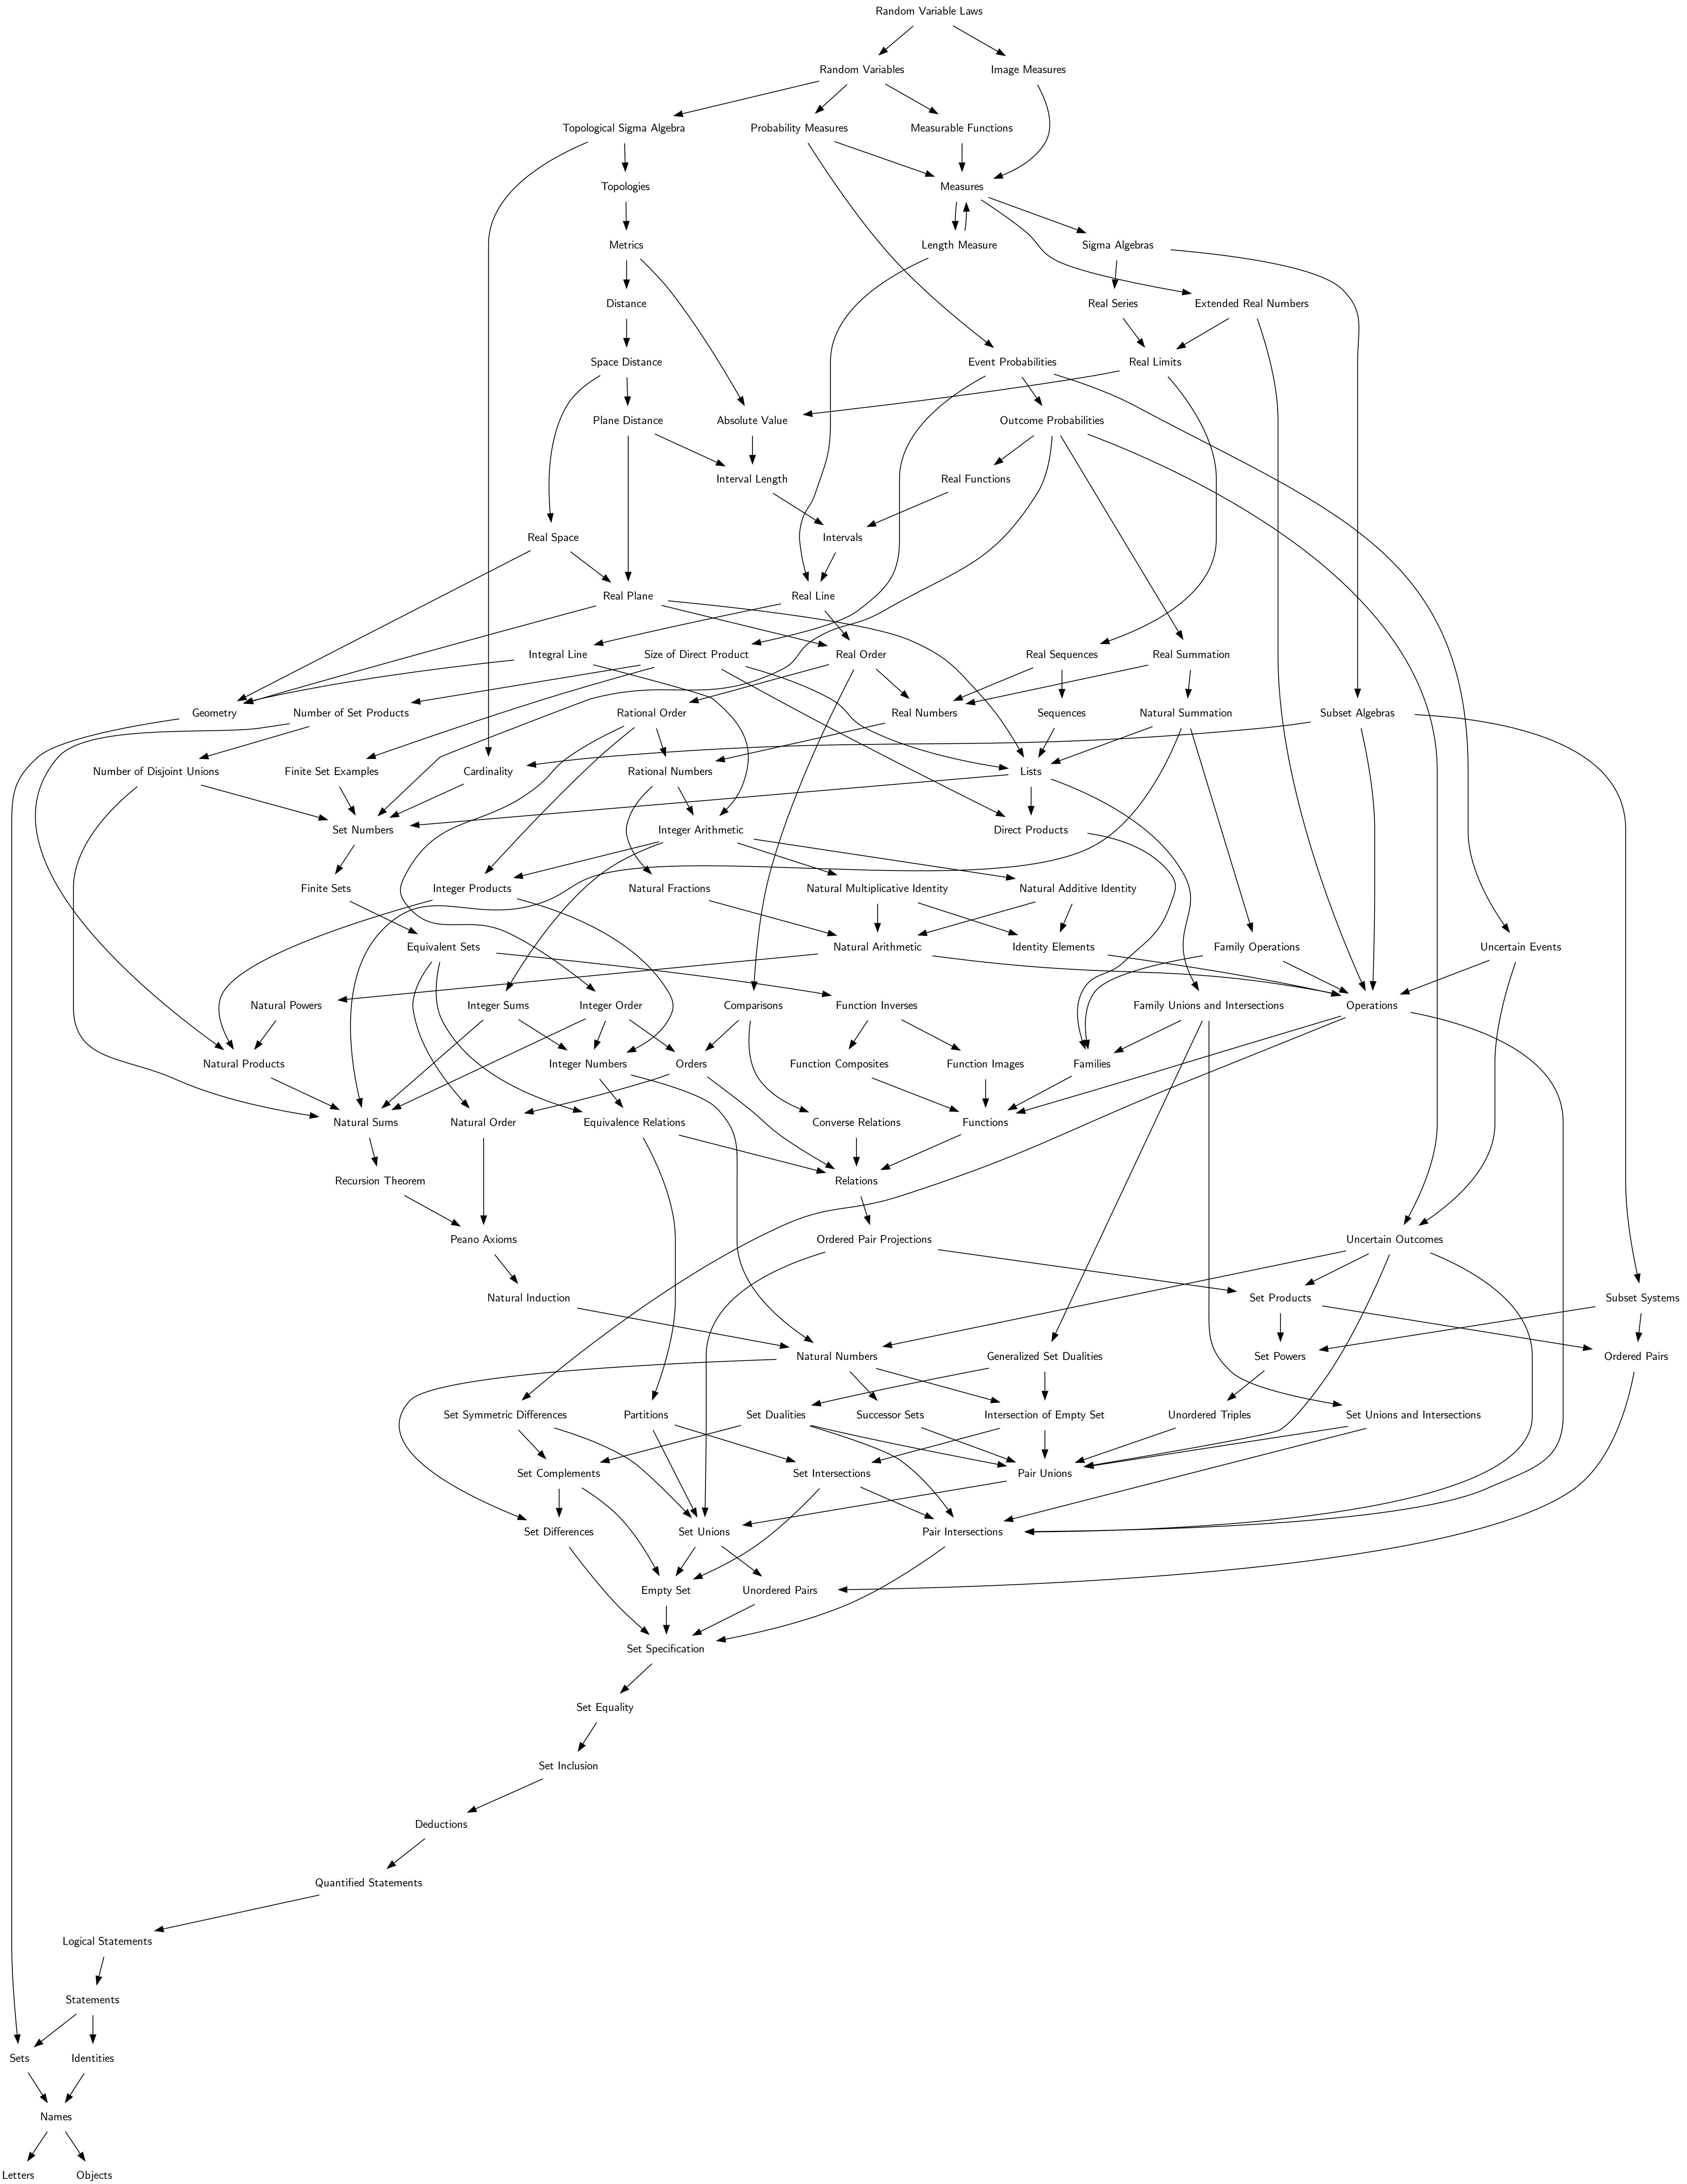 Random Variable Laws
Random Variables
Image Measures
Topological Sigma Algebra
Probability Measures
Measurable Functions
Topologies
Measures
Metrics
Length Measure
Sigma Algebras
Distance
Real Series
Extended Real Numbers
Space Distance
Event Probabilities
Real Limits
Plane Distance
Absolute Value
Outcome Probabilities
Interval Length
Real Functions
Real Space
Intervals
Real Plane
Real Line
Integral Line
Size of Direct Product
Real Order
Real Sequences
Real Summation
Geometry
Number of Set Products
Rational Order
Real Numbers
Sequences
Natural Summation
Subset Algebras
Number of Disjoint Unions
Finite Set Examples
Cardinality
Rational Numbers
Lists
Set Numbers
Integer Arithmetic
Direct Products
Finite Sets
Integer Products
Natural Fractions
Natural Multiplicative Identity
Natural Additive Identity
Equivalent Sets
Natural Arithmetic
Identity Elements
Family Operations
Uncertain Events
Natural Powers
Integer Sums
Integer Order
Comparisons
Function Inverses
Family Unions and Intersections
Operations
Natural Products
Integer Numbers
Orders
Function Composites
Function Images
Families
Natural Sums
Natural Order
Equivalence Relations
Converse Relations
Functions
Recursion Theorem
Relations
Peano Axioms
Ordered Pair Projections
Uncertain Outcomes
Natural Induction
Set Products
Subset Systems
Natural Numbers
Generalized Set Dualities
Set Powers
Ordered Pairs
Set Symmetric Differences
Partitions
Set Dualities
Successor Sets
Intersection of Empty Set
Unordered Triples
Set Unions and Intersections
Set Complements
Set Intersections
Pair Unions
Set Differences
Set Unions
Pair Intersections
Empty Set
Unordered Pairs
Set Specification
Set Equality
Set Inclusion
Deductions
Quantified Statements
Logical Statements
Statements
Sets
Identities
Names
Letters
Objects